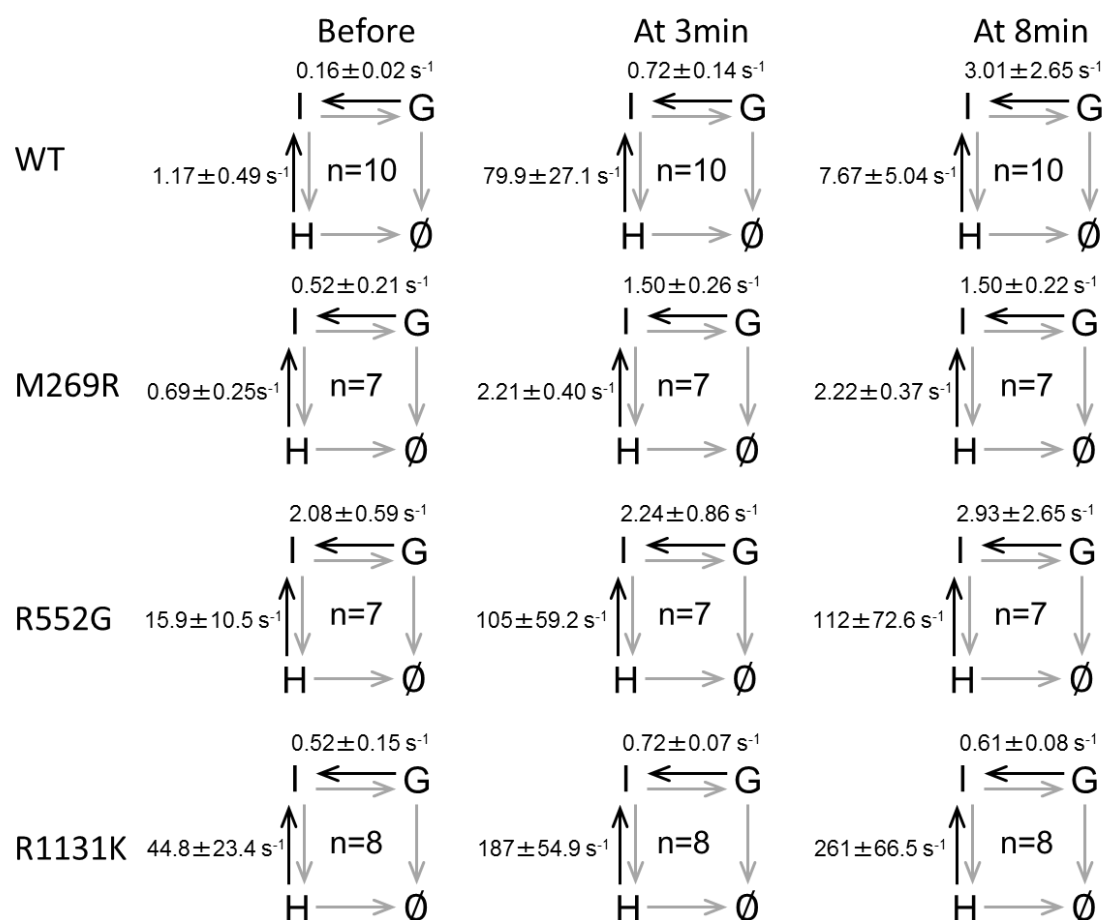 Before At 3min At 8min
0.16±0.02 s-1 0.72±0.14 s-1 3.01±2.65 s-1
I G I G I G
WT 1.17±0.49 s-1 n=10 79.9±27.1 s-1 n=10 7.67±5.04 s-1 n=10
H Ø H Ø H Ø
0.52±0.21 s-1 1.50±0.26 s-1 1.50±0.22 s-1
I G I G I G
M269R 0.69±0.25s-1 n=7 2.21±0.40 s-1 n=7 2.22±0.37 s-1 n=7
H Ø H Ø H Ø
2.08±0.59 s-1 2.24±0.86 s-1 2.93±2.65 s-1
I G I G I G
R552G 15.9±10.5 s-1 n=7 105±59.2 s-1 n=7 112±72.6 s-1 n=7
H Ø H Ø H Ø
0.52±0.15 s-1 0.72±0.07 s-1 0.61±0.08 s-1
I G I G I G
R1131K 44.8±23.4 s-1 n=8 187±54.9 s-1 n=8 261±66.5 s-1 n=8
H Ø H Ø H Ø